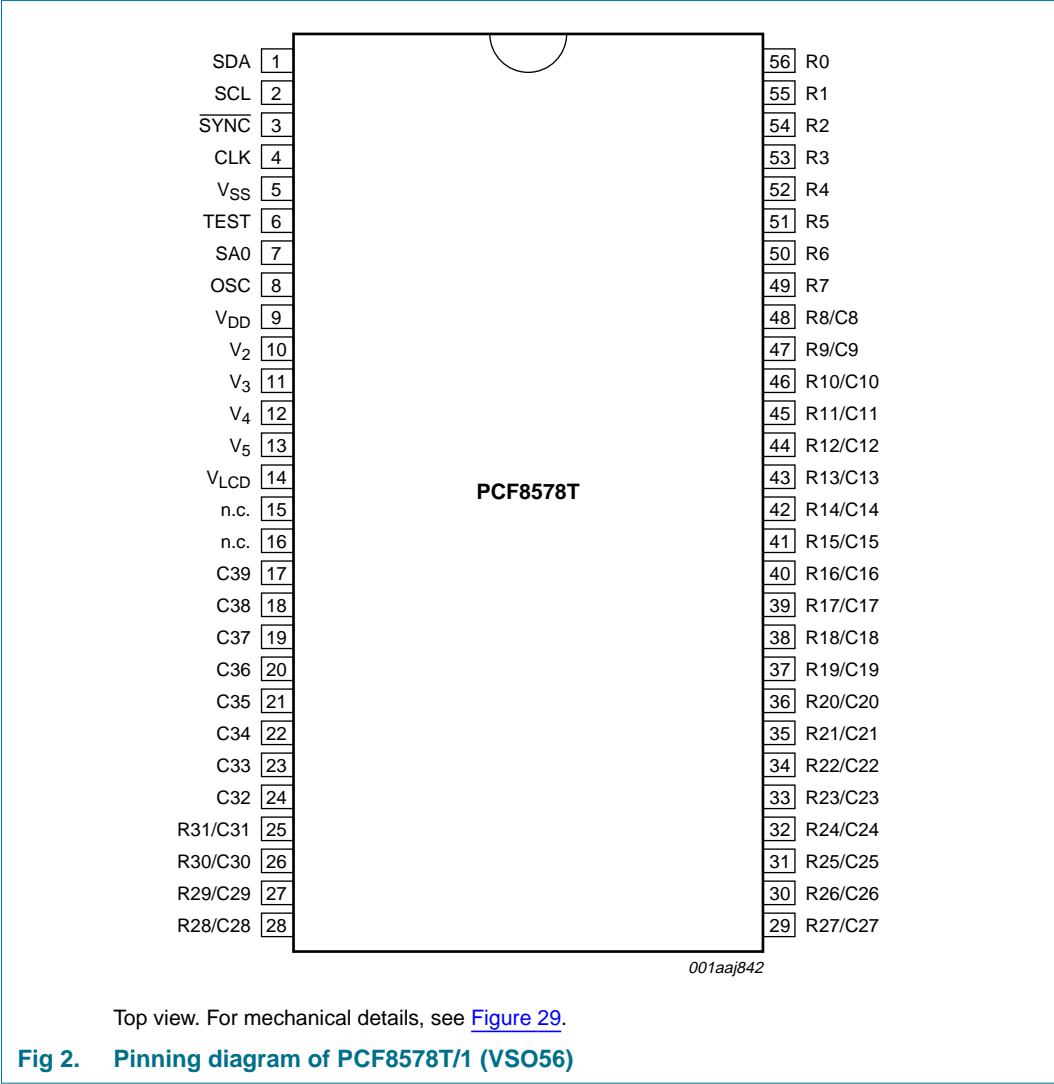 SDA 1 56 R0
SCL 2 55 R1
SYNC 3 54 R2
CLK 4 53 R3
VSS 5 52 R4
TEST 6 51 R5
SA0 7 50 R6
OSC 8 49 R7
VDD 9 48 R8/C8
V2 10 47 R9/C9
V3 11 46 R10/C10
V4 12 45 R11/C11
V5 13 44 R12/C12
VLCD 14 43 R13/C13
PCF8578T
n.c. 15 42 R14/C14
n.c. 16 41 R15/C15
C39 17 40 R16/C16
C38 18 39 R17/C17
C37 19 38 R18/C18
C36 20 37 R19/C19
C35 21 36 R20/C20
C34 22 35 R21/C21
C33 23 34 R22/C22
C32 24 33 R23/C23
R31/C31 25 32 R24/C24
R30/C30 26 31 R25/C25
R29/C29 27 30 R26/C26
R28/C28 28 29 R27/C27
001aaj842
Top view. For mechanical details, see Figure 29.
Fig 2. Pinning diagram of PCF8578T/1 (VSO56)